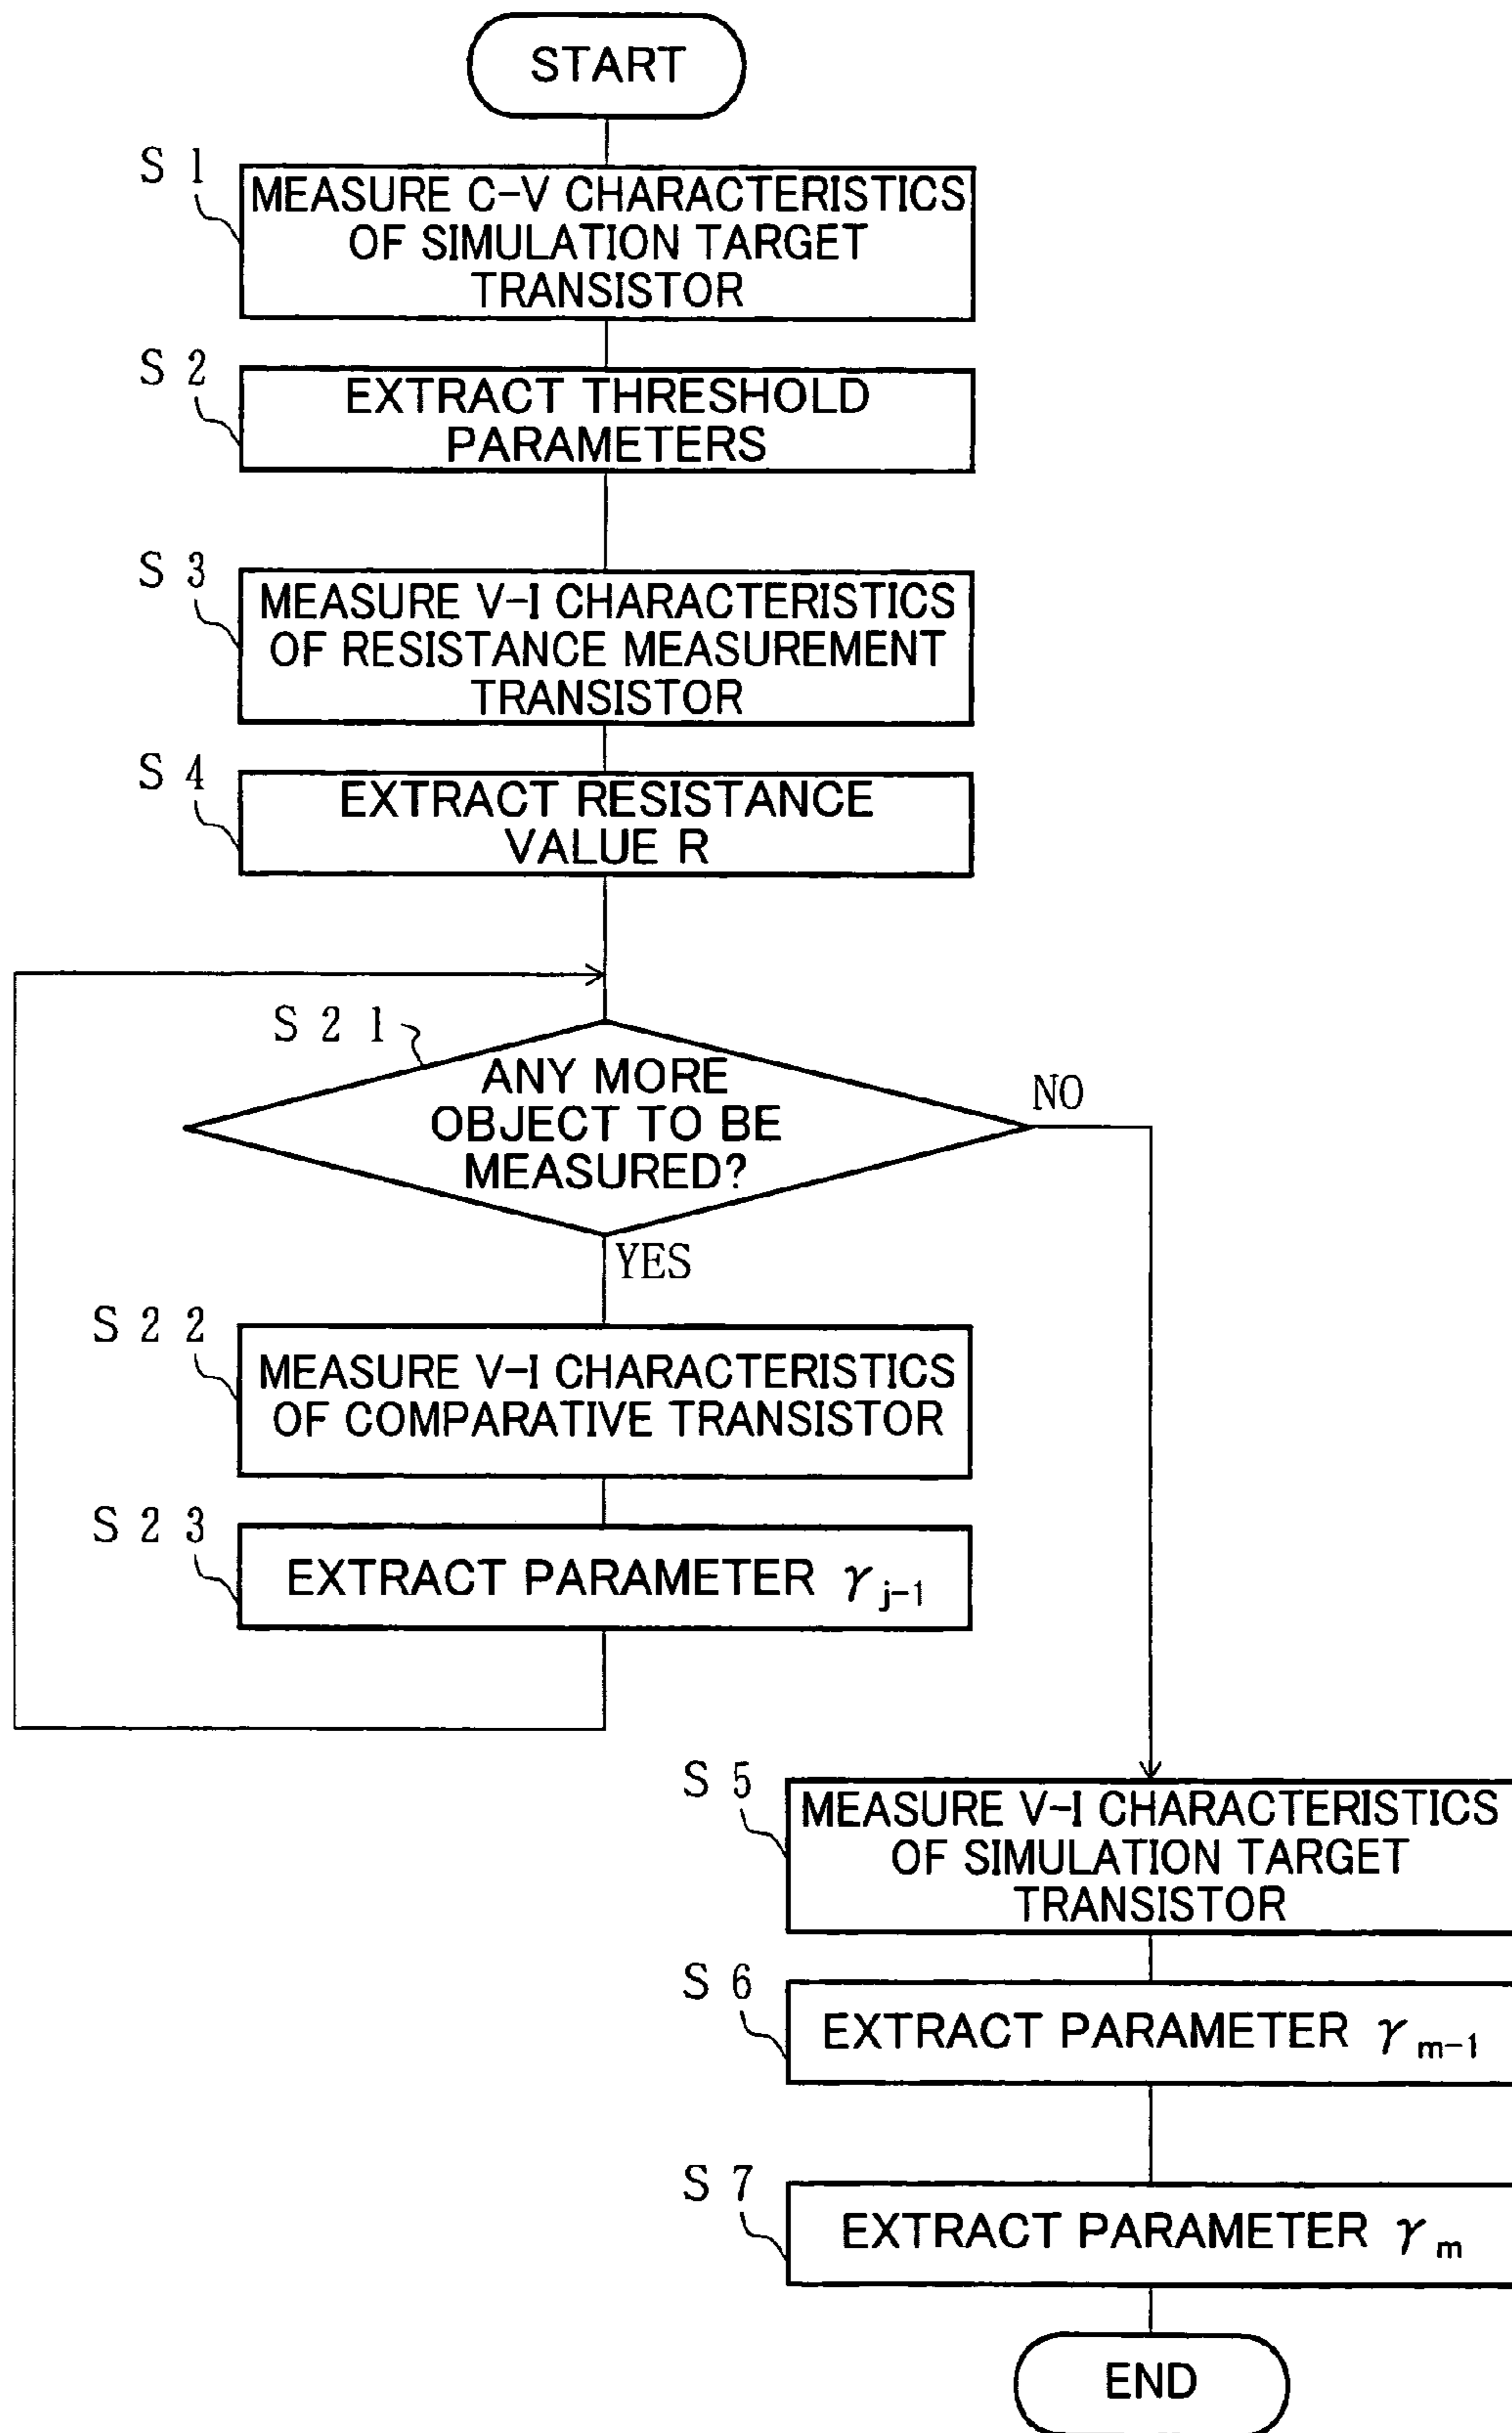 START
S 1
MEASURE C-V CHARACTERISTICS
OF SIMULATION TARGET
TRANSISTOR
S 2
EXTRACT THRESHOLD
PARAMETERS
S 3
MEASURE V-I CHARACTERISTICS
OF RESISTANCE MEASUREMENT
TRANSISTOR
S 4
EXTRACT RESISTANCE
VALUE R
S 2 1
ANY MORE
OBJECT TO BE
MEASURED?
NO
YES
S 2 2
MEASURE V-I CHARACTERISTICS
OF COMPARATIVE TRANSISTOR
S 2 3
EXTRACT PARAMETER γ j-1
S 5
MEASURE V-I CHARACTERISTICS
OF SIMULATION TARGET
TRANSISTOR
S 6
EXTRACT PARAMETER γ m-1
S 7
EXTRACT PARAMETER γ m
END